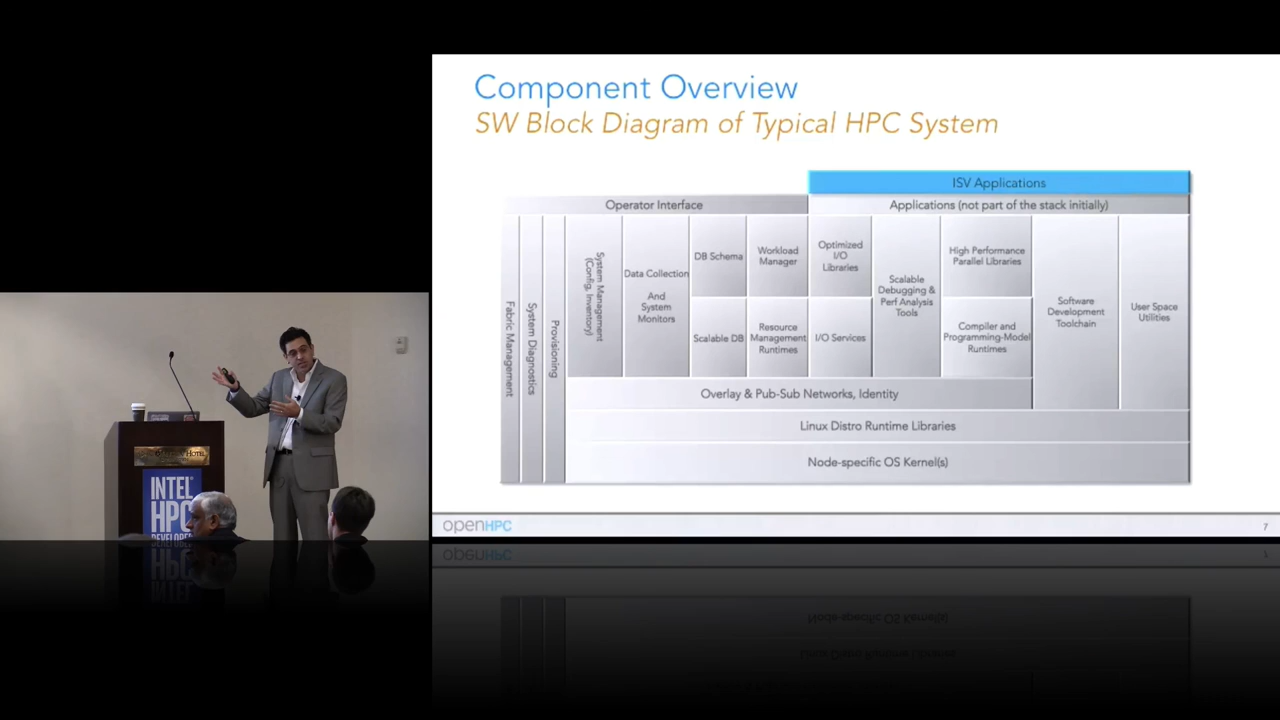 Component Overview
SW Block Diagram of Typical HPC System
ISV Applications
Operator Interface
Applications (not part of the stack initially)
Fabric Management
System Diagnostics
Provisioning
System Management
(Config, Inventory)
Data Collection
And
System
Monitors
DB Schema
Scalable DB
Workload
Manager
Resource
Management
Runtimes
Optimized
I/O
Libraries
I/O Services
Scalable
Debugging &
Perf Analysis
Tools
High Performance
Parallel Libraries
Compiler and
Programming-Model
Runtimes
Software
Development
Toolchain
User Space
Utilities
Overlay & Pub-Sub Networks, Identity
Linux Distro Runtime Libraries
Node-specific OS Kernel(s)
openHPC
7
INTEL
HPC
DEVELOPER